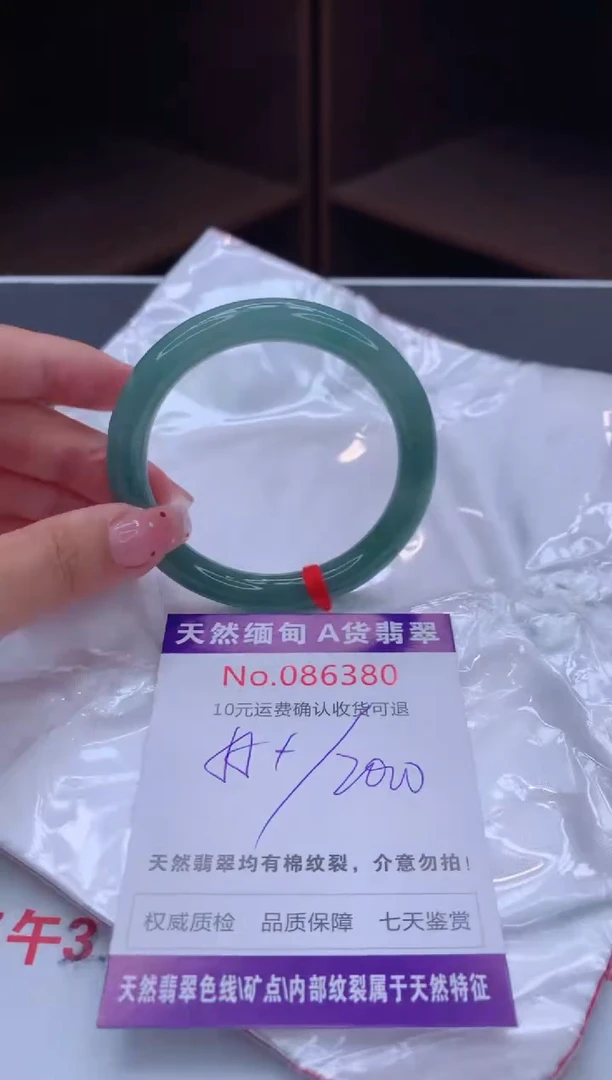 天然缅甸 A货翡翠
No.086380
10元运费确认收货可退
天然翡翠均有棉纹裂，介意勿拍！
权威质检 品质保障 七天鉴赏
天然翡翠色线\矿点\内部纹裂属于天然特征
午3